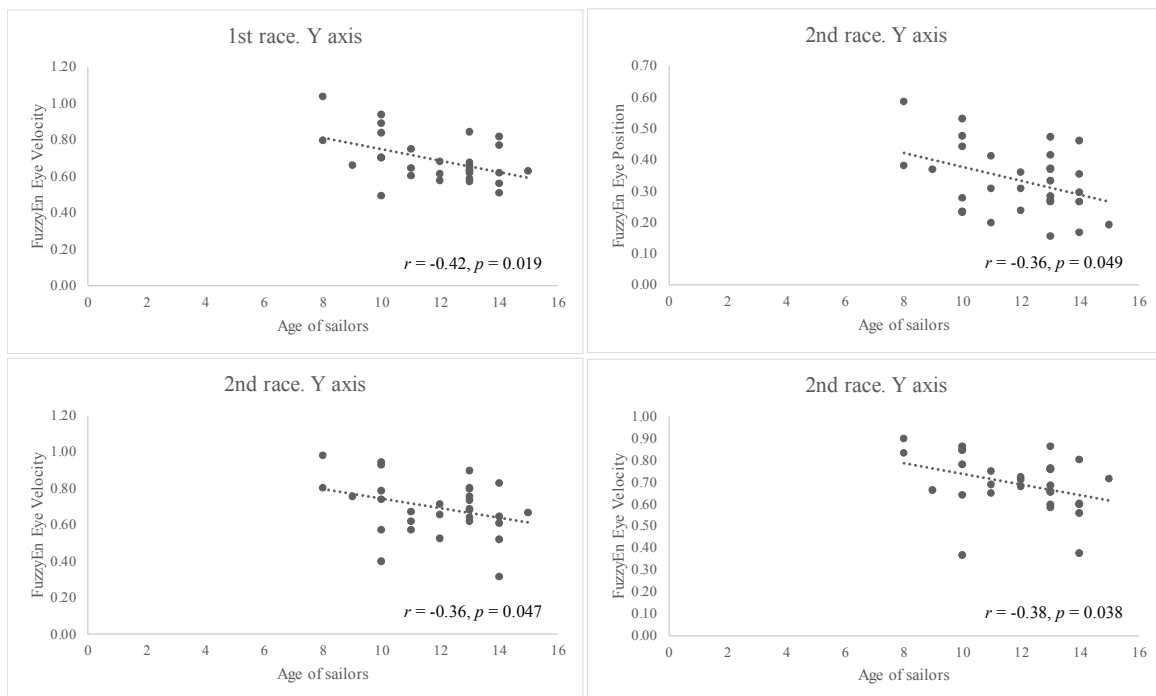 1st race. Y axis
FuzzyEn Eye Velocity
1.20
1.00
0.80
0.60
0.40
0.20
0.00
r = -0.42, p = 0.019
0 2 4 6 8 10 12 14 16
Age of sailors
2nd race. Y axis
FuzzyEn Eye Position
0.70
0.60
0.50
0.40
0.30
0.20
0.10
0.00
r = -0.36, p = 0.049
0 2 4 6 8 10 12 14 16
Age of sailors
2nd race. Y axis
FuzzyEn Eye Velocity
1.20
1.00
0.80
0.60
0.40
0.20
0.00
r = -0.36, p = 0.047
0 2 4 6 8 10 12 14 16
Age of sailors
2nd race. Y axis
FuzzyEn Eye Velocity
1.00
0.90
0.80
0.70
0.60
0.50
0.40
0.30
0.20
0.10
0.00
r = -0.38, p = 0.038
0 2 4 6 8 10 12 14 16
Age of sailors